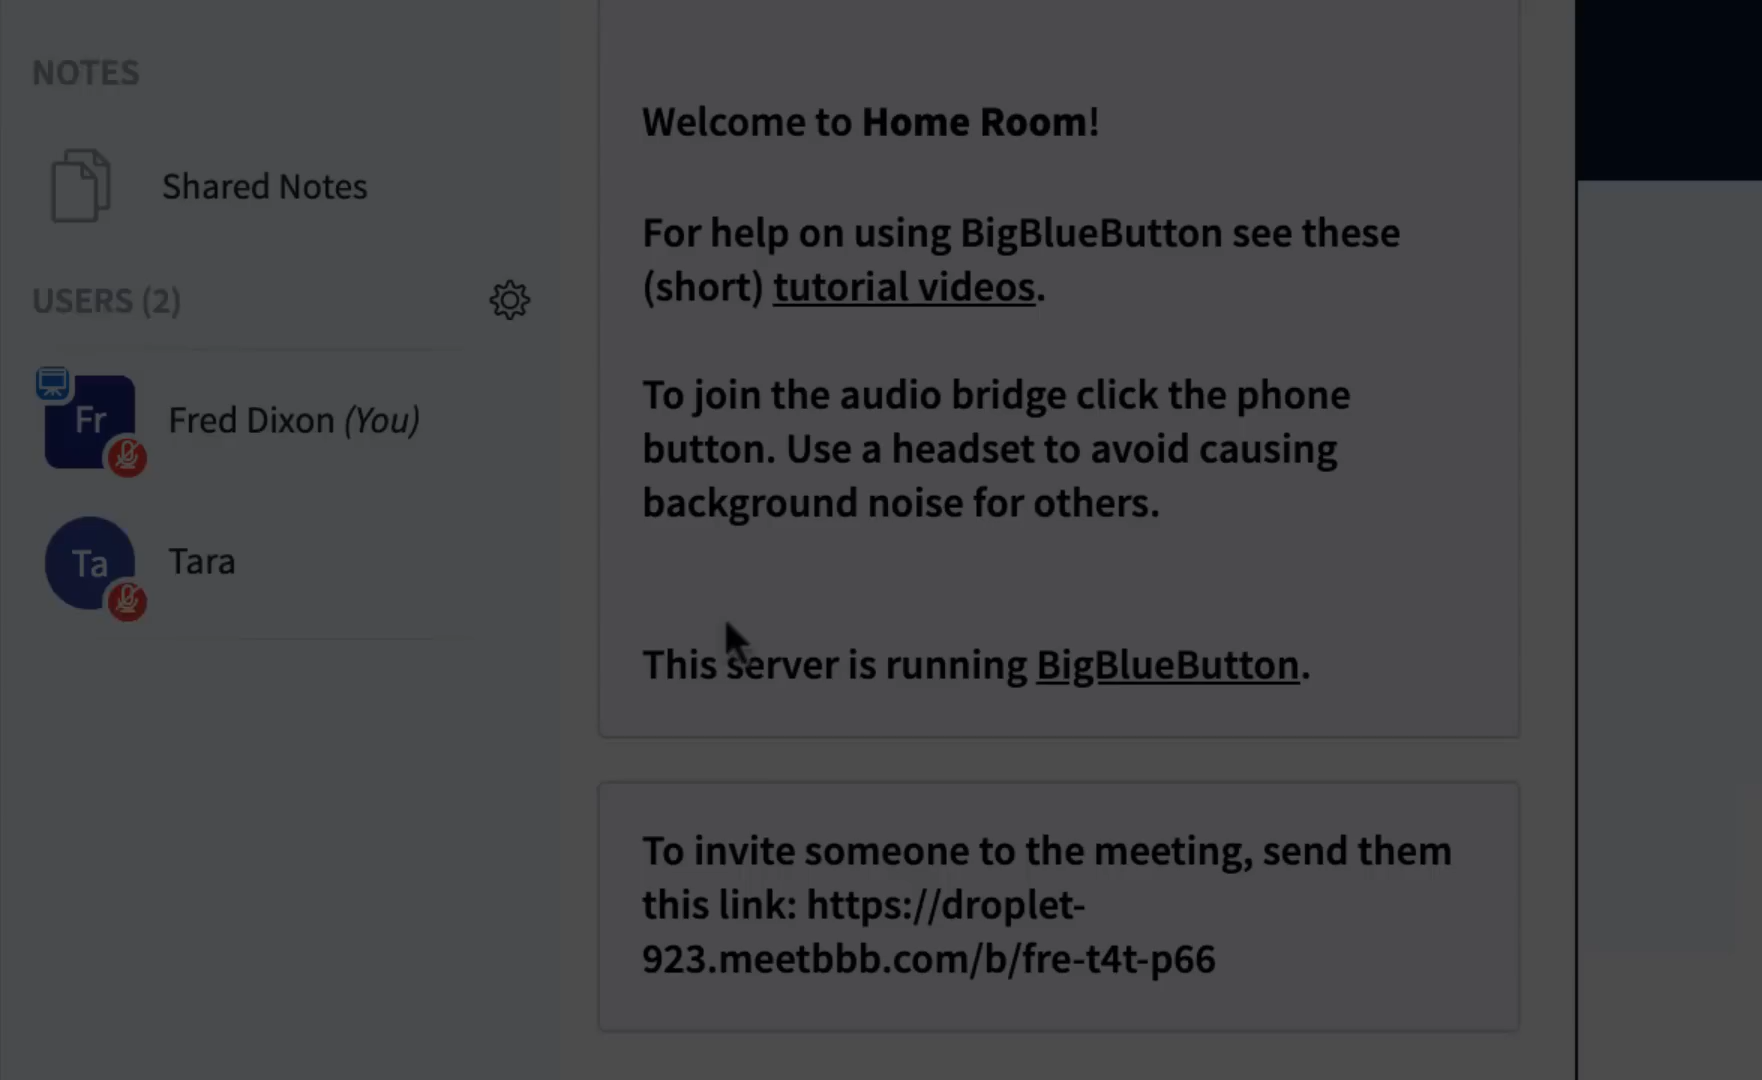 NOTES
Shared Notes
USERS (2)
Fr
Fred Dixon (You)
Ta
Tara
Welcome to Home Room!
For help on using BigBlueButton see these
(short) tutorial videos.
To join the audio bridge click the phone
button. Use a headset to avoid causing
background noise for others.
This server is running BigBlueButton.
To invite someone to the meeting, send them
this link: https://droplet-
923.meetbbb.com/b/fre-t4t-p66